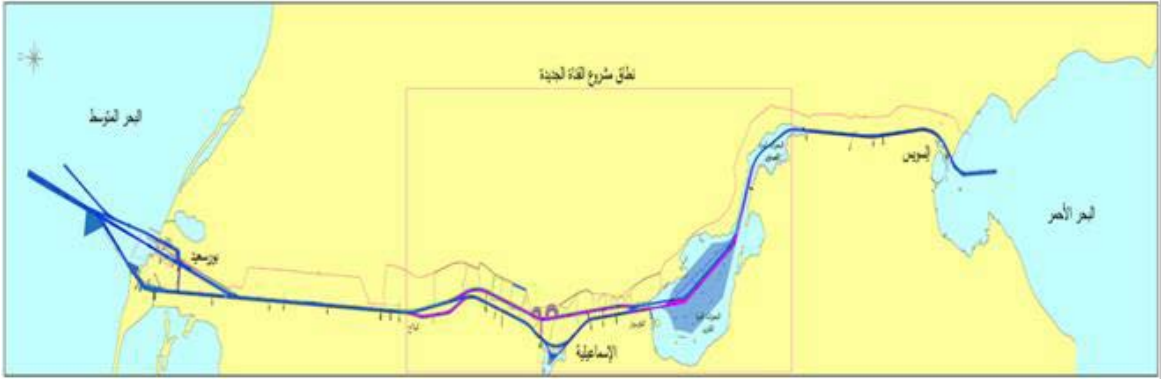 نطاق مشروع القناة الجديدة
البحر المتوسط
بورسعيد
الإسماعيلية
السويس
البحر الأحمر